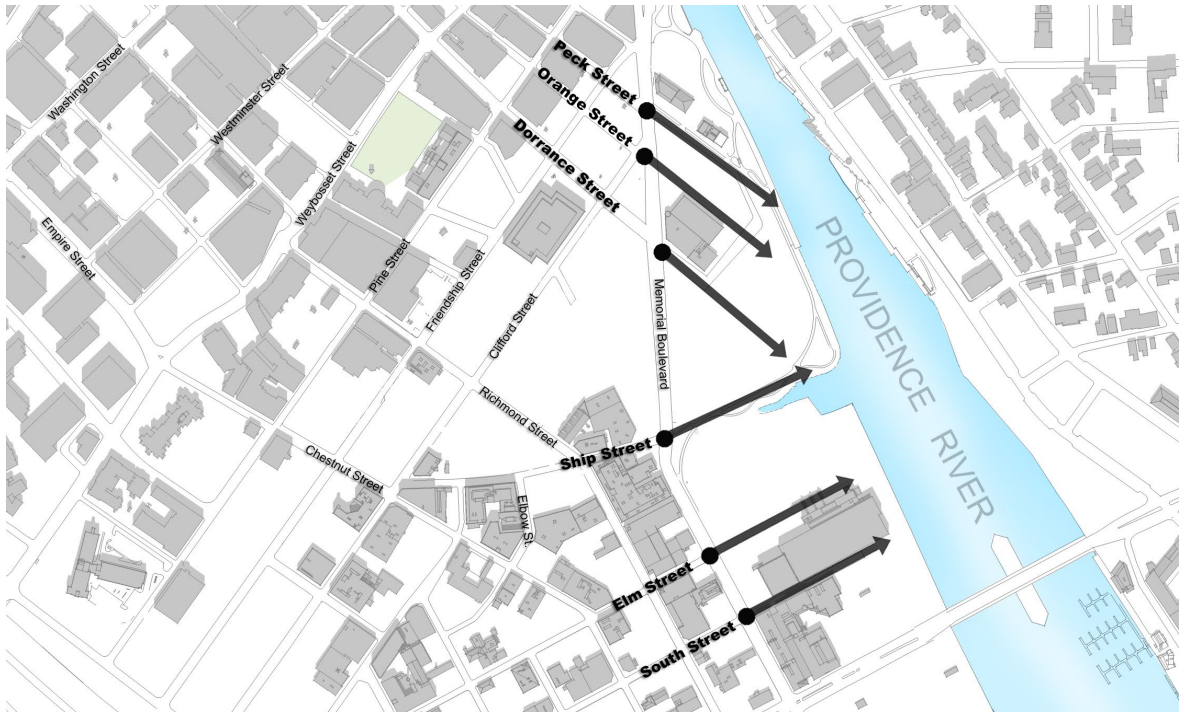 Peck Street
Orange Street
Dorrance Street
Washington Street
Westminster Street
Weybosset Street
Empire Street
Pine Street
Friendship Street
Clifford Street
Memorial Boulevard
PROVIDENCE RIVER
Richmond Street
Ship Street
Chestnut Street
Elbow St.
Elm Street
South Street